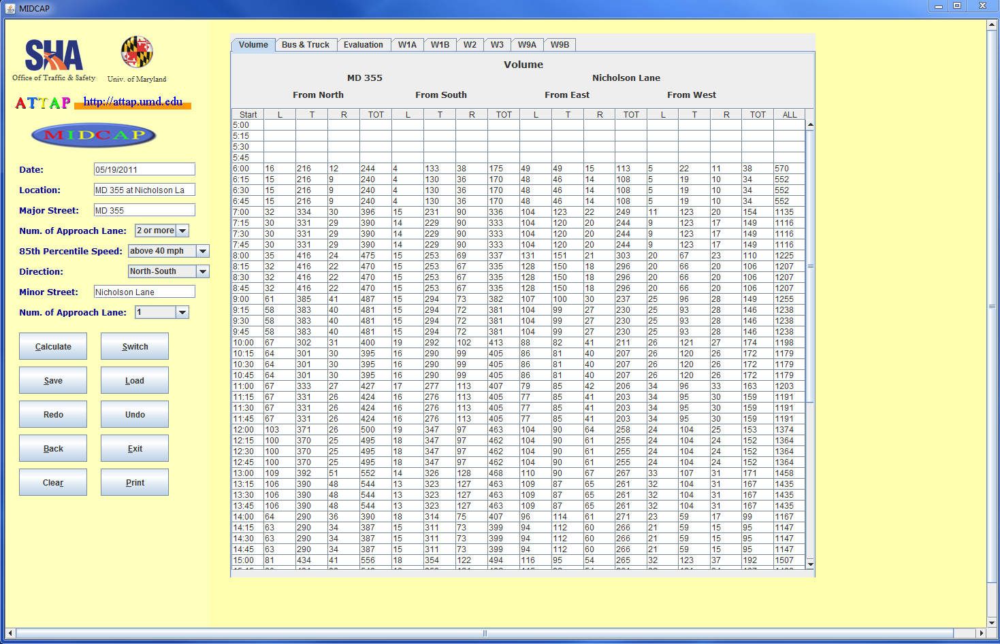 MIDCAP
SHA
Office of Traffic & Safety
Univ. of Maryland
ATTAP http://attap.umd.edu
MIDCAP
Date: 05/19/2011
Location: MD 355 at Nicholson La
Major Street: MD 355
Num. of Approach Lane: 2 or more
85th Percentile Speed: above 40 mph
Direction: North-South
Minor Street: Nicholson Lane
Num. of Approach Lane: 1
Calculate Switch
Save Load
Redo Undo
Back Exit
Clear Print
Volume Bus & Truck Evaluation W1A W1B W2 W3 W9A W9B
Volume
MD 355 Nicholson Lane
From North From South From East From West
Start L T R TOT L T R TOT L T R TOT L T R TOT ALL
5:00
5:15
5:30
5:45
6:00 16 216 12 244 4 133 38 175 49 49 15 113 5 22 11 38 570
6:15 15 216 9 240 4 130 36 170 48 46 14 108 5 19 10 34 552
6:30 15 216 9 240 4 130 36 170 48 46 14 108 5 19 10 34 552
6:45 15 216 9 240 4 130 36 170 48 46 14 108 5 19 10 34 552
7:00 32 334 30 396 15 231 90 336 104 123 22 249 11 123 20 154 1135
7:15 30 331 29 390 14 229 90 333 104 120 20 244 9 123 17 149 1116
7:30 30 331 29 390 14 229 90 333 104 120 20 244 9 123 17 149 1116
7:45 30 331 29 390 14 229 90 333 104 120 20 244 9 123 17 149 1116
8:00 35 416 24 475 15 253 69 337 131 151 21 303 20 67 23 110 1225
8:15 32 416 22 470 15 253 67 335 128 150 18 296 20 66 20 106 1207
8:30 32 416 22 470 15 253 67 335 128 150 18 296 20 66 20 106 1207
8:45 32 416 22 470 15 253 67 335 128 150 18 296 20 66 20 106 1207
9:00 61 385 41 487 15 294 73 382 107 100 30 237 25 96 28 149 1255
9:15 58 383 40 481 15 294 72 381 104 99 27 230 25 93 28 146 1238
9:30 58 383 40 481 15 294 72 381 104 99 27 230 25 93 28 146 1238
9:45 58 383 40 481 15 294 72 381 104 99 27 230 25 93 28 146 1238
10:00 67 302 31 400 19 292 102 413 88 82 41 211 26 121 27 174 1198
10:15 64 301 30 395 16 290 99 405 86 81 40 207 26 120 26 172 1179
10:30 64 301 30 395 16 290 99 405 86 81 40 207 26 120 26 172 1179
10:45 64 301 30 395 16 290 99 405 86 81 40 207 26 120 26 172 1179
11:00 67 333 27 427 17 277 113 407 79 85 42 206 34 96 33 163 1203
11:15 67 331 26 424 16 276 113 405 77 85 41 203 34 95 30 159 1191
11:30 67 331 26 424 16 276 113 405 77 85 41 203 34 95 30 159 1191
11:45 67 331 26 424 16 276 113 405 77 85 41 203 34 95 30 159 1191
12:00 103 371 26 500 19 347 97 463 104 90 64 258 24 104 25 153 1374
12:15 100 370 25 495 18 347 97 462 104 90 61 255 24 104 24 152 1364
12:30 100 370 25 495 18 347 97 462 104 90 61 255 24 104 24 152 1364
12:45 100 370 25 495 18 347 97 462 104 90 61 255 24 104 24 152 1364
13:00 109 392 51 552 14 326 128 468 110 90 67 267 33 107 31 171 1458
13:15 106 390 48 544 13 323 127 463 109 87 65 261 32 104 31 167 1435
13:30 106 390 48 544 13 323 127 463 109 87 65 261 32 104 31 167 1435
13:45 106 390 48 544 13 323 127 463 109 87 65 261 32 104 31 167 1435
14:00 64 290 36 390 18 314 75 407 96 114 61 271 23 59 17 99 1167
14:15 63 290 34 387 15 311 73 399 94 112 60 266 21 59 15 95 1147
14:30 63 290 34 387 15 311 73 399 94 112 60 266 21 59 15 95 1147
14:45 63 290 34 387 15 311 73 399 94 112 60 266 21 59 15 95 1147
15:00 81 434 41 556 18 354 122 494 116 95 54 265 32 123 37 192 1507